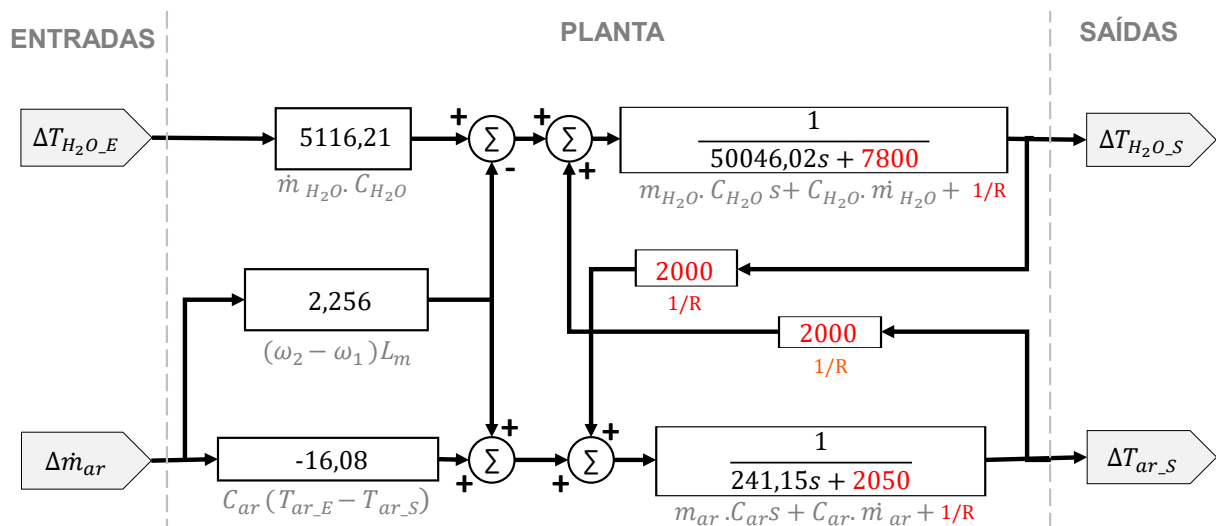 ENTRADAS PLANTA SAÍDAS
ΔT_{H₂O_E}
5116,21
+ Σ -
+ Σ +
1
50046,02s + 7800
ΔT_{H₂O_S}
ṁ_{H₂O}. C_{H₂O}
m_{H₂O}. C_{H₂O} s+ C_{H₂O}. ṁ_{H₂O} + 1/R
2000
1/R
2,256
(ω₂ − ω₁)L_m
2000
1/R
Δṁ_{ar}
-16,08
+ Σ +
+ Σ
1
241,15s + 2050
ΔT_{ar_S}
C_{ar} (T_{ar_E} − T_{ar_S})
m_{ar} .C_{ar}s + C_{ar}. ṁ_{ar} + 1/R